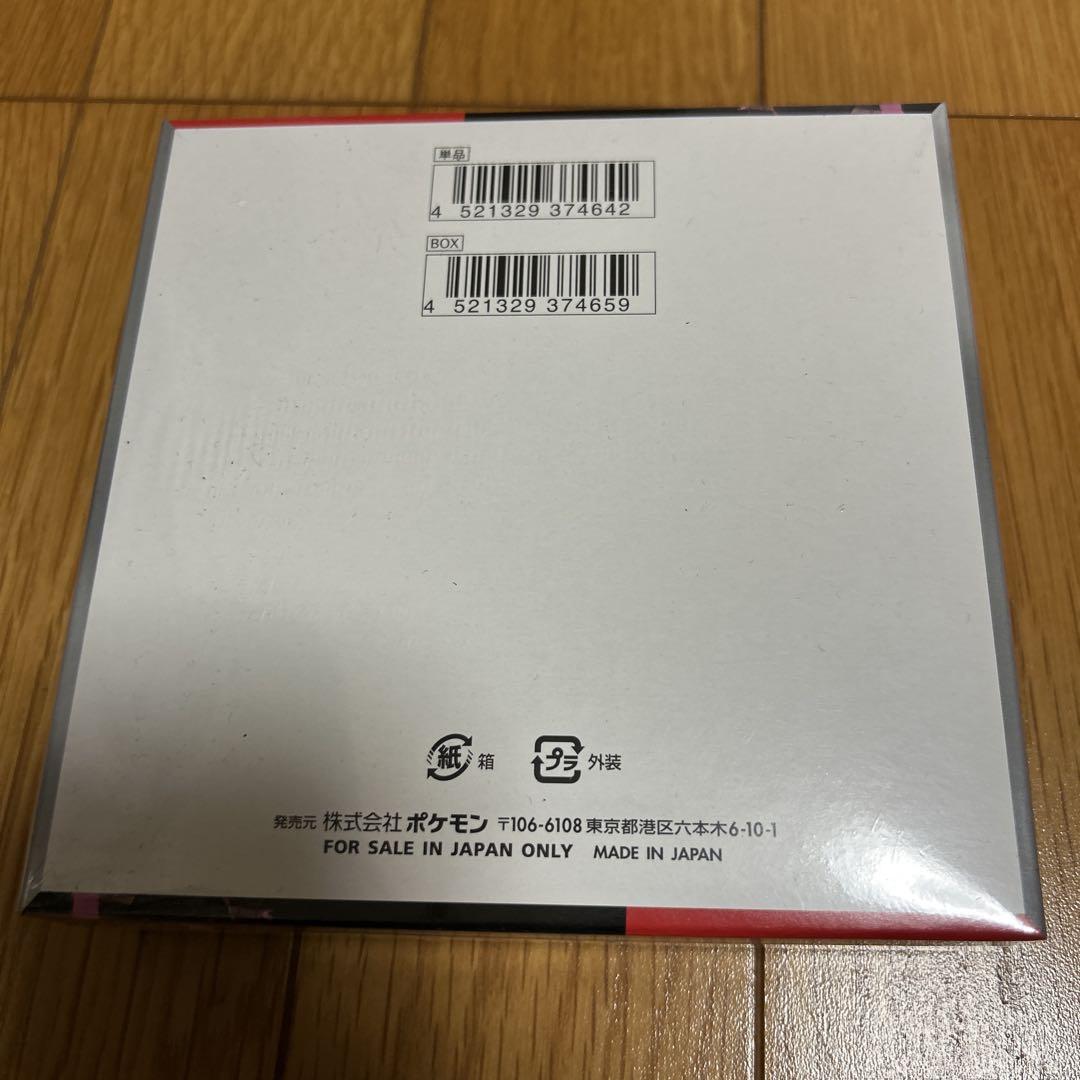 単品
4 521329 374642
BOX
4 521329 374659
紙 箱 プラ 外装
発売元 株式会社ポケモン 〒106-6108 東京都港区六本木6-10-1
FOR SALE IN JAPAN ONLY MADE IN JAPAN